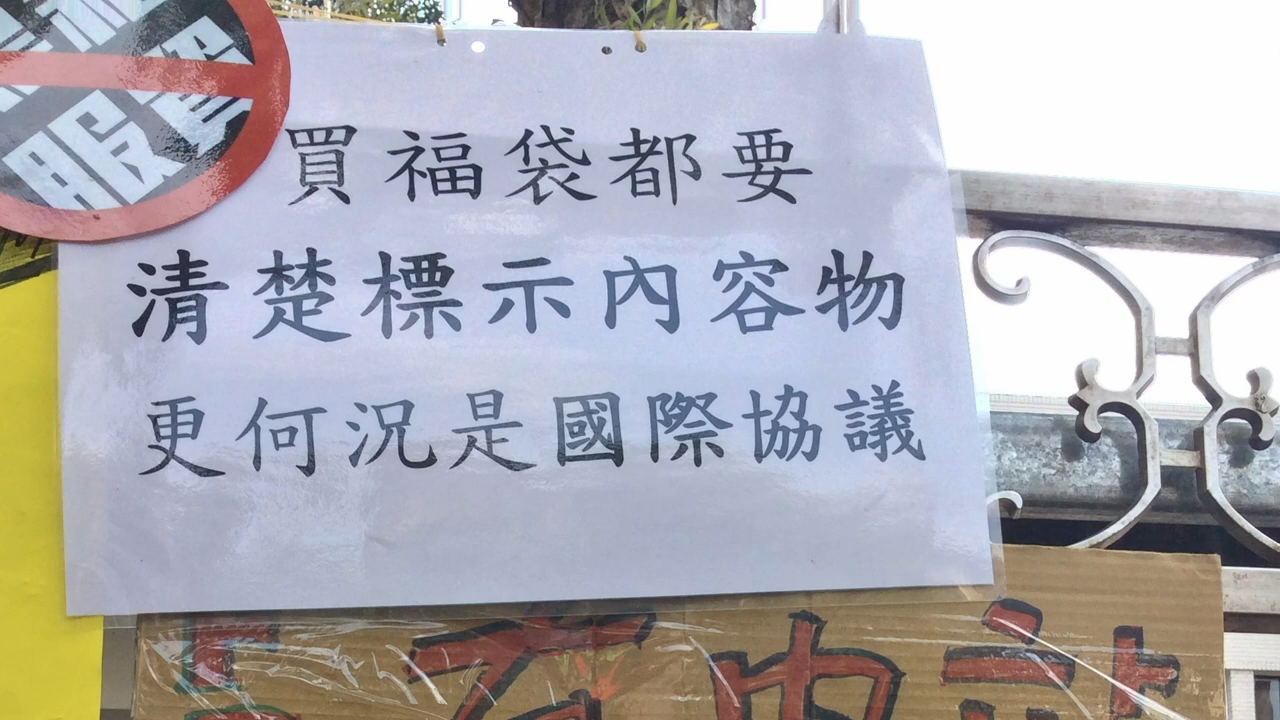 服貿
買福袋都要
清楚標示內容物
更何況是國際協議